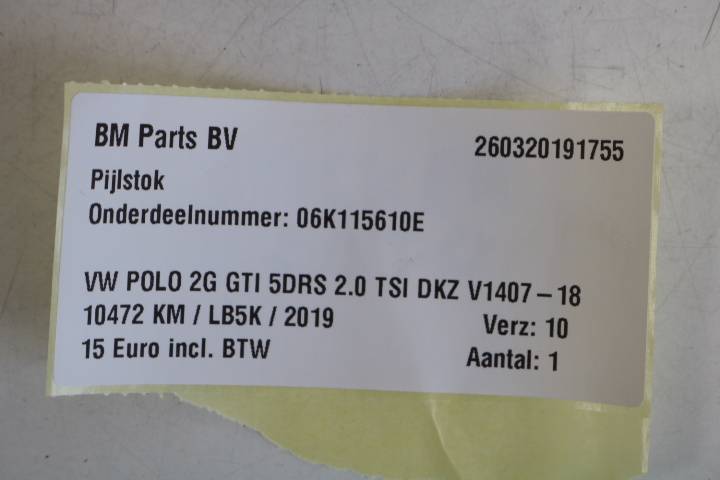 BM Parts BV 260320191755
Pijlstok
Onderdeelnummer: 06K115610E
VW POLO 2G GTI 5DRS 2.0 TSI DKZ V1407 – 18
10472 KM / LB5K / 2019 Verz: 10
15 Euro incl. BTW Aantal: 1